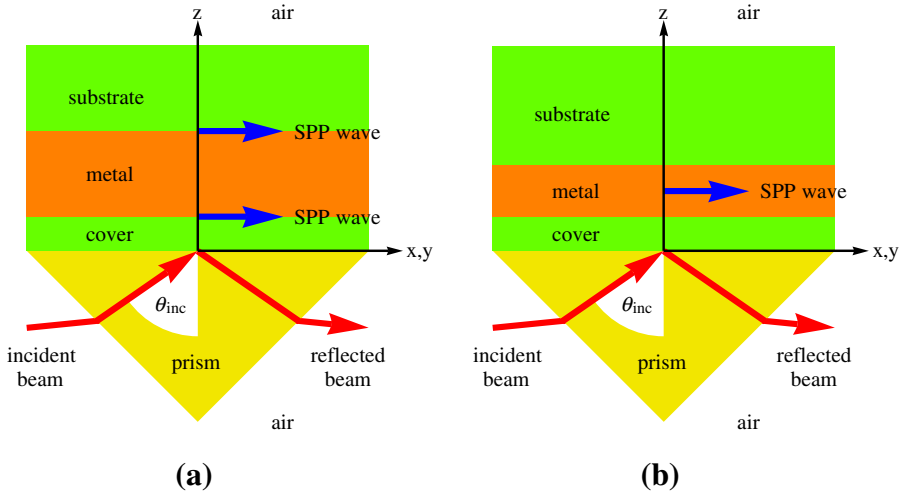 z
air
substrate
SPP wave
metal
SPP wave
cover
x,y
θinc
incident
beam
prism
reflected
beam
air
(a)
z
air
substrate
metal
SPP wave
cover
x,y
θinc
incident
beam
prism
reflected
beam
air
(b)